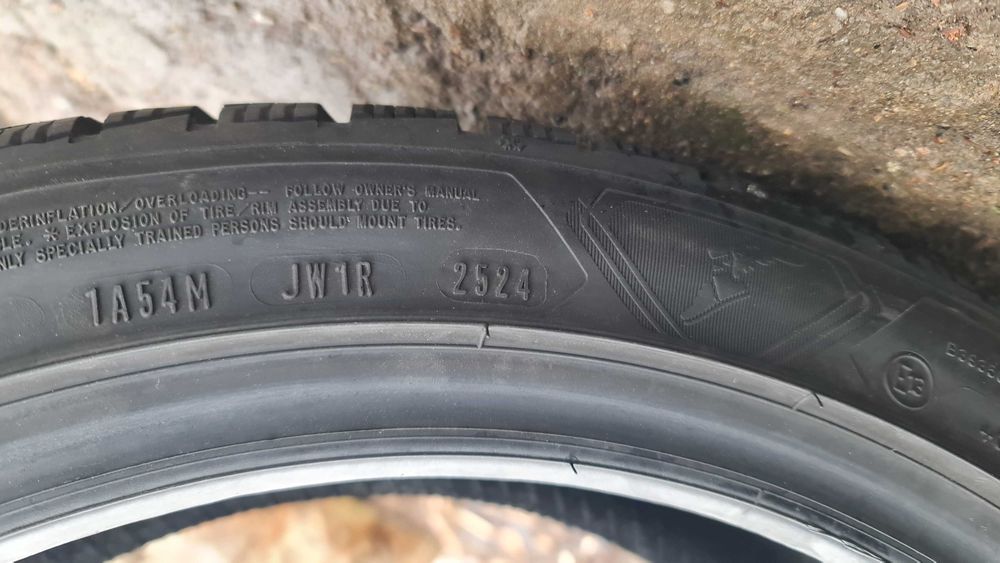 DERINFLATION/OVERLOADING-- FOLLOW OWNER'S MANUAL
LE. * EXPLOSION OF TIRE/RIM ASSEMBLY DUE TO
NLY SPECIALLY TRAINED PERSONS SHOULD MOUNT TIRES.
1A54M JW1R 2524